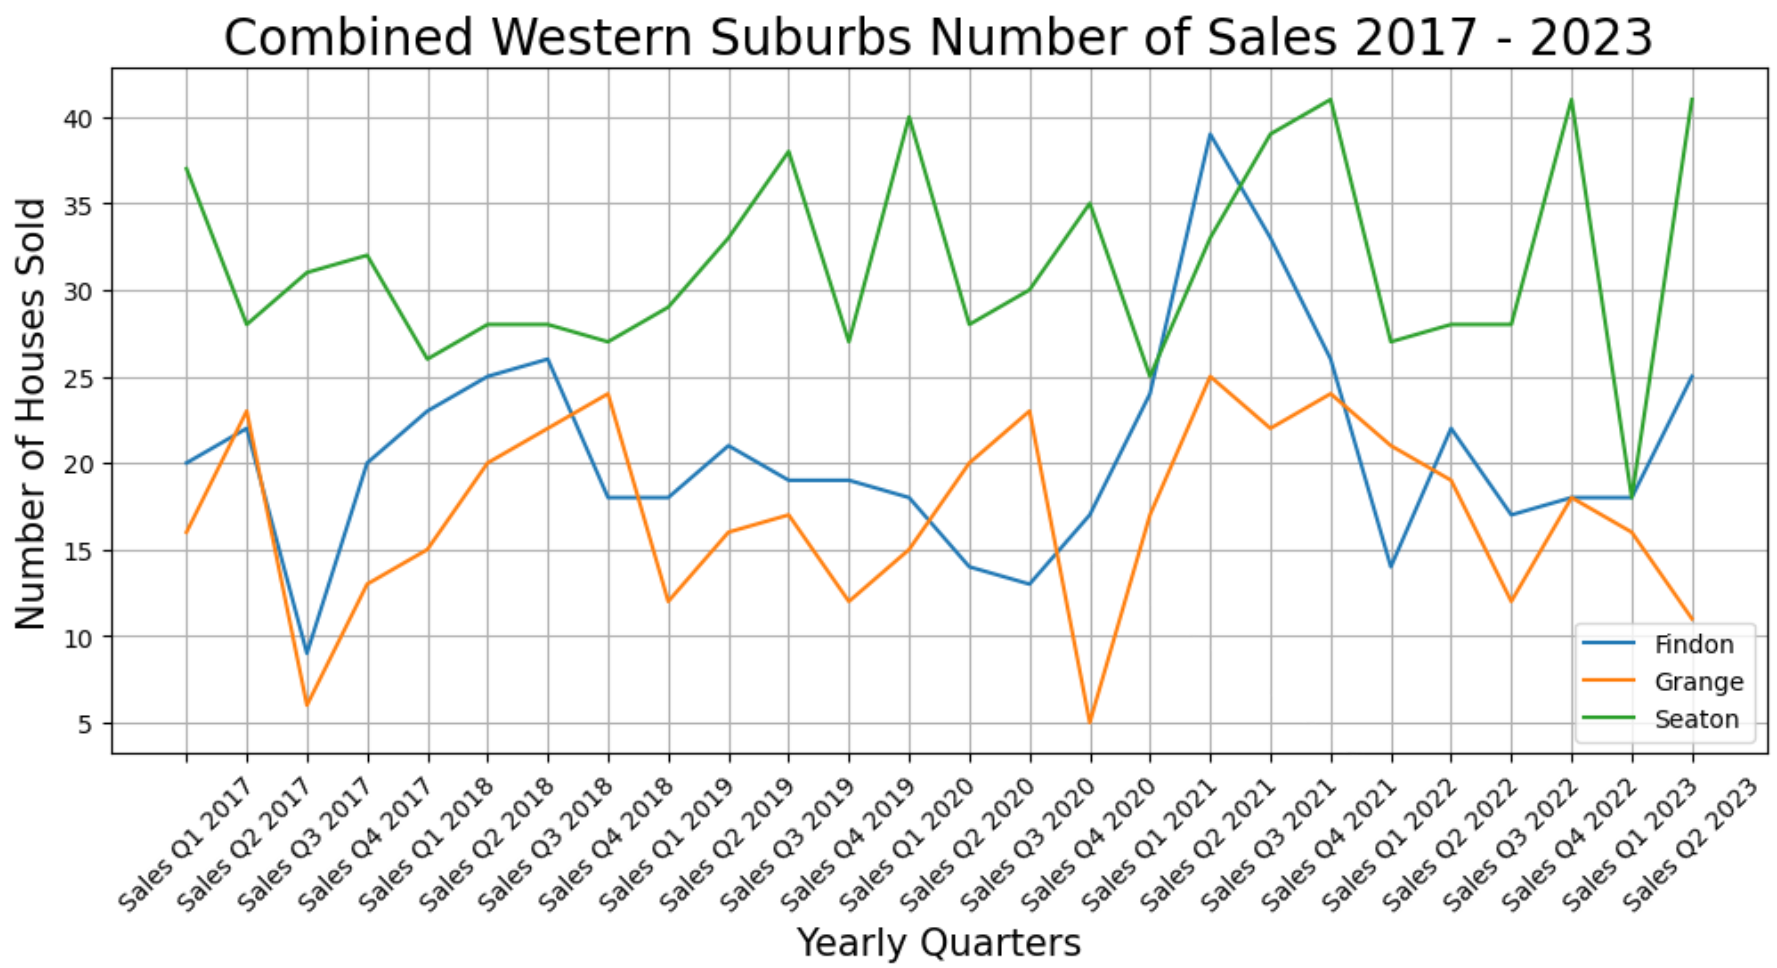 Combined Western Suburbs Number of Sales 2017 - 2023
Number of Houses Sold
40
35
30
25
20
15
10
5
Findon
Grange
Seaton
Sales Q1 2017
Sales Q2 2017
Sales Q3 2017
Sales Q4 2017
Sales Q1 2018
Sales Q2 2018
Sales Q3 2018
Sales Q4 2018
Sales Q1 2019
Sales Q2 2019
Sales Q3 2019
Sales Q4 2019
Sales Q1 2020
Sales Q2 2020
Sales Q3 2020
Sales Q4 2020
Sales Q1 2021
Sales Q2 2021
Sales Q3 2021
Sales Q4 2021
Sales Q1 2022
Sales Q2 2022
Sales Q3 2022
Sales Q4 2022
Sales Q1 2023
Sales Q2 2023
Yearly Quarters